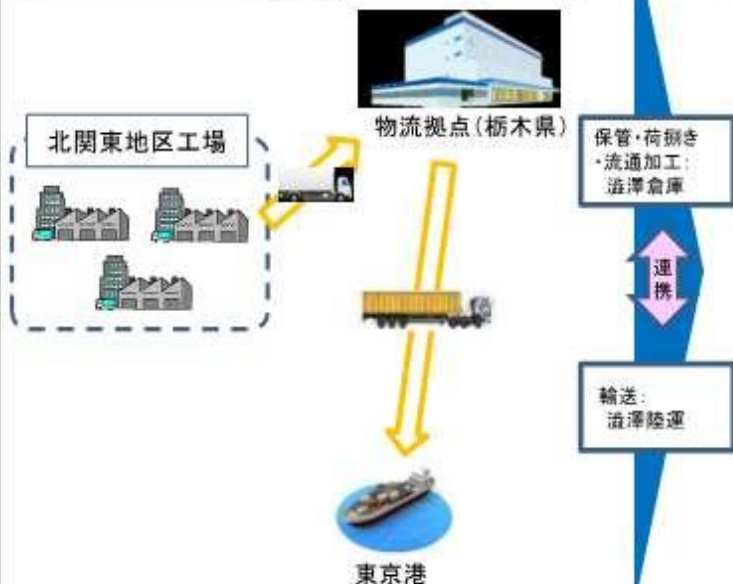 物流拠点(栃木県)
北関東地区工場
保管・荷捌き
・流通加工:
澁澤倉庫
連携
輸送:
澁澤陸運
東京港